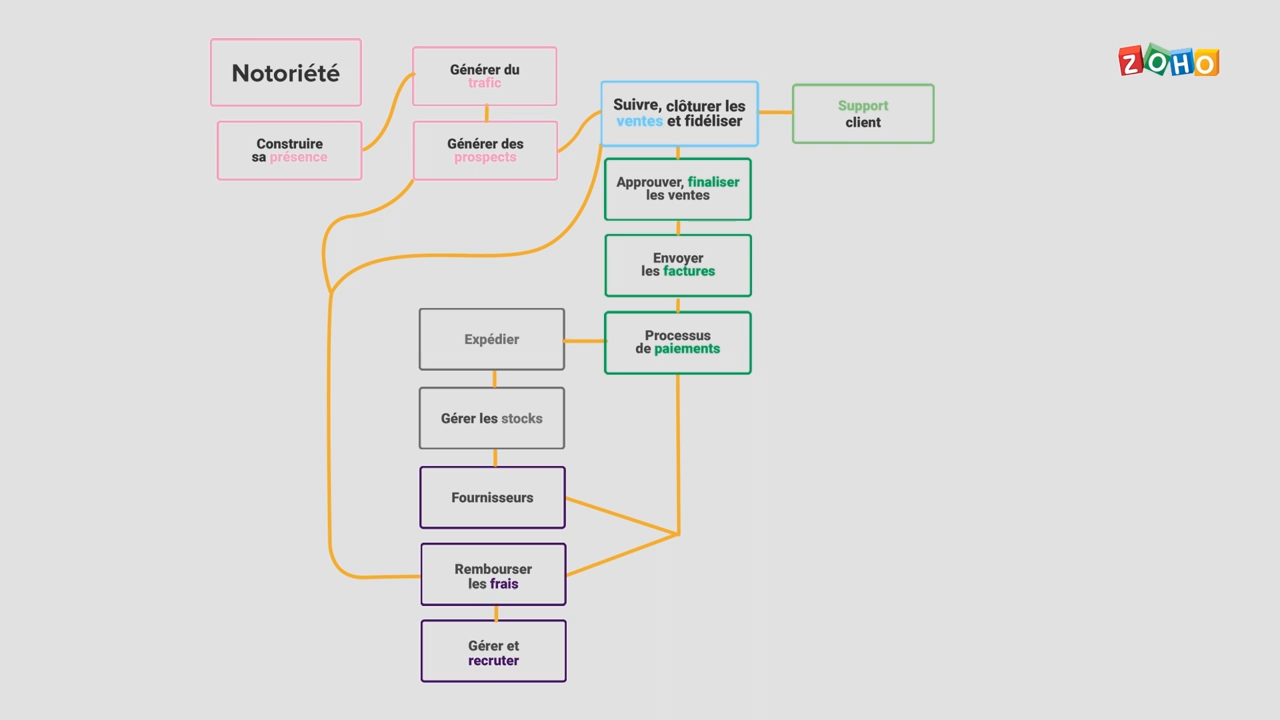 Notoriété
Générer du
trafic
ZOHO
Construire
sa présence
Générer des
prospects
Suivre, clôturer les
ventes et fidéliser
Support
client
Approuver, finaliser
les ventes
Envoyer
les factures
Expédier
Processus
de paiements
Gérer les stocks
Fournisseurs
Rembourser
les frais
Gérer et
recruter